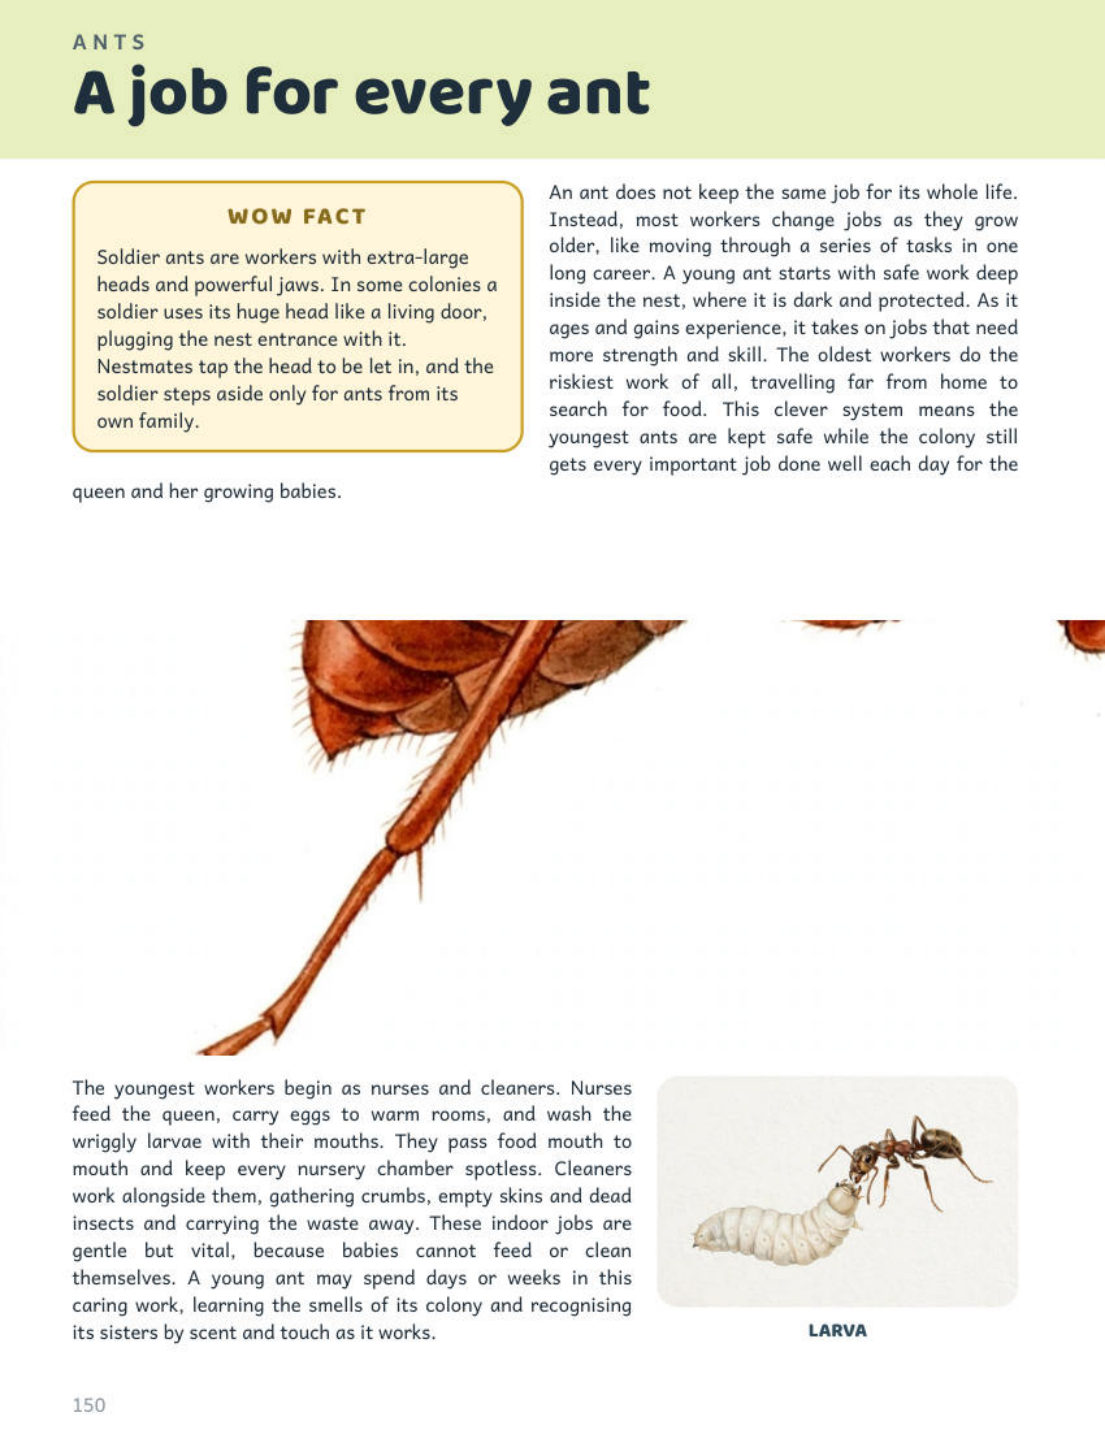 ANTS
A job for every ant
WOW FACT
Soldier ants are workers with extra-large
heads and powerful jaws. In some colonies a
soldier uses its huge head like a living door,
plugging the nest entrance with it.
Nestmates tap the head to be let in, and the
soldier steps aside only for ants from its
own family.
An ant does not keep the same job for its whole life.
Instead, most workers change jobs as they grow
older, like moving through a series of tasks in one
long career. A young ant starts with safe work deep
inside the nest, where it is dark and protected. As it
ages and gains experience, it takes on jobs that need
more strength and skill. The oldest workers do the
riskiest work of all, travelling far from home to
search for food. This clever system means the
youngest ants are kept safe while the colony still
gets every important job done well each day for the
queen and her growing babies.
The youngest workers begin as nurses and cleaners. Nurses
feed the queen, carry eggs to warm rooms, and wash the
wriggly larvae with their mouths. They pass food mouth to
mouth and keep every nursery chamber spotless. Cleaners
work alongside them, gathering crumbs, empty skins and dead
insects and carrying the waste away. These indoor jobs are
gentle but vital, because babies cannot feed or clean
themselves. A young ant may spend days or weeks in this
caring work, learning the smells of its colony and recognising
its sisters by scent and touch as it works.
LARVA
150